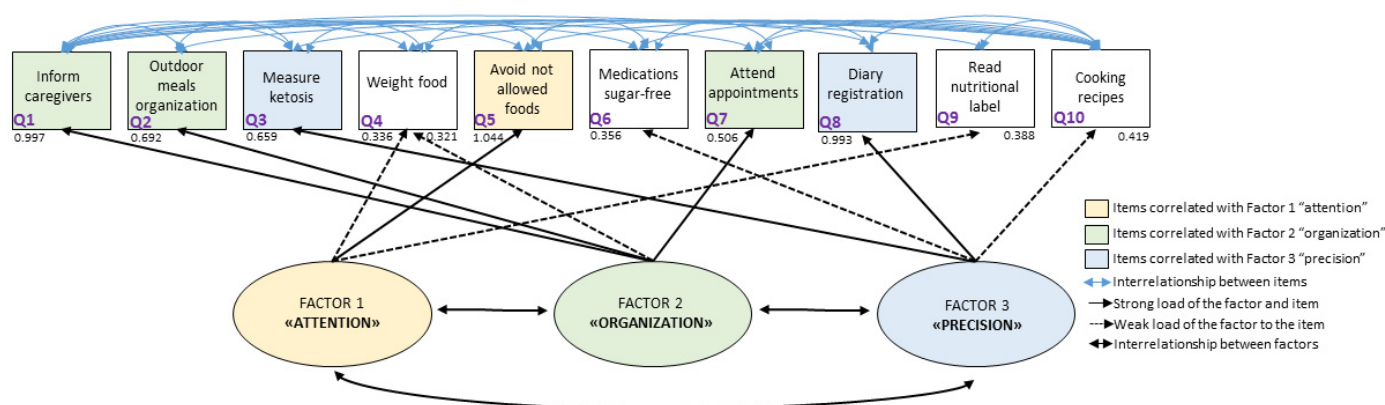 Inform
caregivers
Q1
0.997
Outdoor
meals
organization
Q2
0.692
Measure
ketosis
Q3
0.659
Weight food
Q4
0.336
0.321
Avoid not
allowed
foods
Q5
1.044
Medications
sugar-free
Q6
0.356
Attend
appointments
Q7
0.506
Diary
registration
Q8
0.993
Read
nutritional
label
Q9
0.388
Cooking
recipes
Q10
0.419
Items correlated with Factor 1 “attention”
Items correlated with Factor 2 “organization”
Items correlated with Factor 3 “precision”
Interrelationship between items
Strong load of the factor and item
Weak load of the factor to the item
Interrelationship between factors
FACTOR 1
«ATTENTION»
FACTOR 2
«ORGANIZATION»
FACTOR 3
«PRECISION»